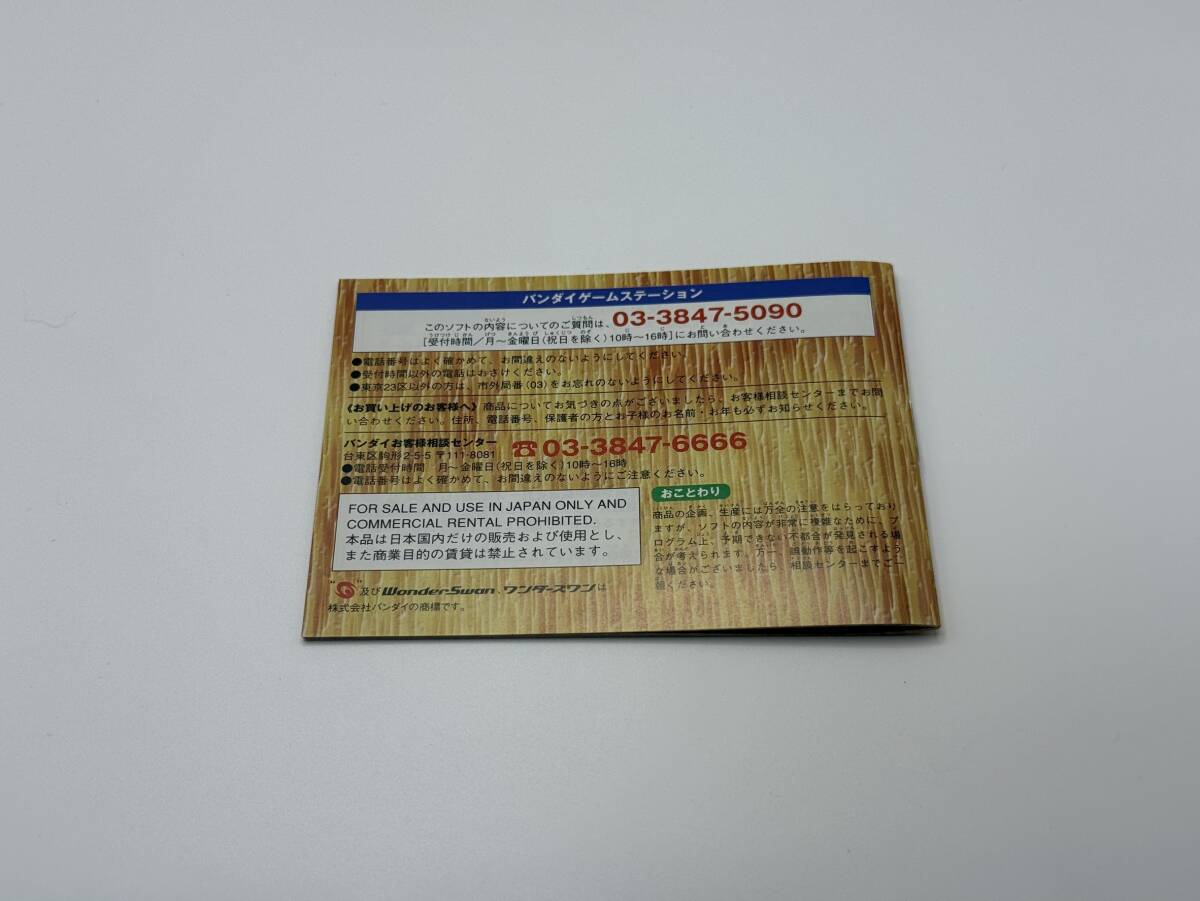 バンダイゲームステーション
このソフトの内容についてのご質問は、03-3847-5090
[受付時間/月～金曜日(祝日を除く)10時～16時]にお問い合わせください。
●電話番号はよく確かめて、お間違えのないようにしてください。
●受付時間以外の電話はおさけください。
●東京23区以外の方は、市外局番(03)をお忘れのないようにしてください。
《お買い上げのお客様へ》商品についてお気づきの点がございましたら、お客様相談センターまでお問
い合わせください。住所、電話番号、保護者の方とお子様のお名前・お年も必ずお知らせください。
バンダイお客様相談センター
台東区駒形2-5-5 〒111-8081
☎03-3847-6666
●電話受付時間 月～金曜日(祝日を除く)10時～16時
●電話番号はよく確かめて、お間違えのないようにご注意ください。
FOR SALE AND USE IN JAPAN ONLY AND
COMMERCIAL RENTAL PROHIBITED.
本品は日本国内だけの販売および使用とし、
また商業目的の賃貸は禁止されています。
おことわり
商品の企画、生産には万全の注意をはらっており
ますが、ソフトの内容が非常に複雑なために、プ
ログラム上、予期できない不都合が発見される場
合が考えられます。万一、誤動作等を起こすよう
な場合がございましたら、相談センターまでご一
報ください。
" "及びWonderSwan、ワンダースワンは
株式会社バンダイの商標です。